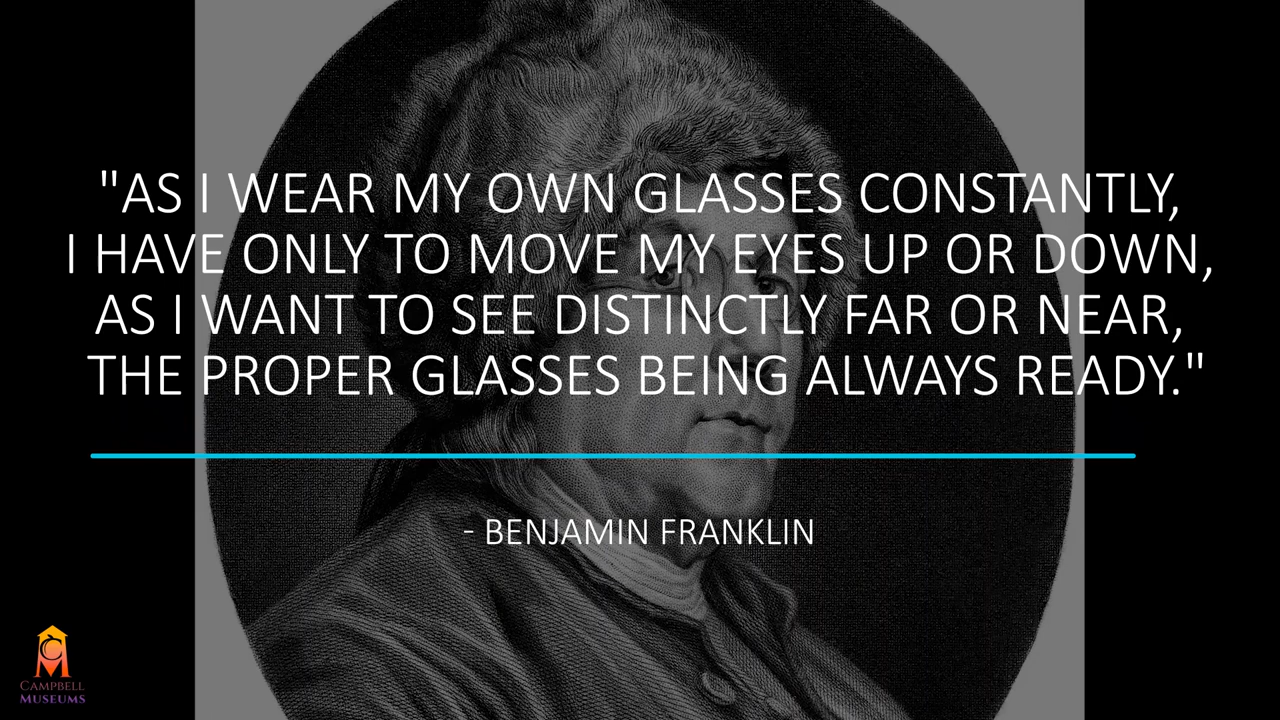 "AS I WEAR MY OWN GLASSES CONSTANTLY,
I HAVE ONLY TO MOVE MY EYES UP OR DOWN,
AS I WANT TO SEE DISTINCTLY FAR OR NEAR,
THE PROPER GLASSES BEING ALWAYS READY."
- BENJAMIN FRANKLIN
CAMPBELL
MUSEUMS